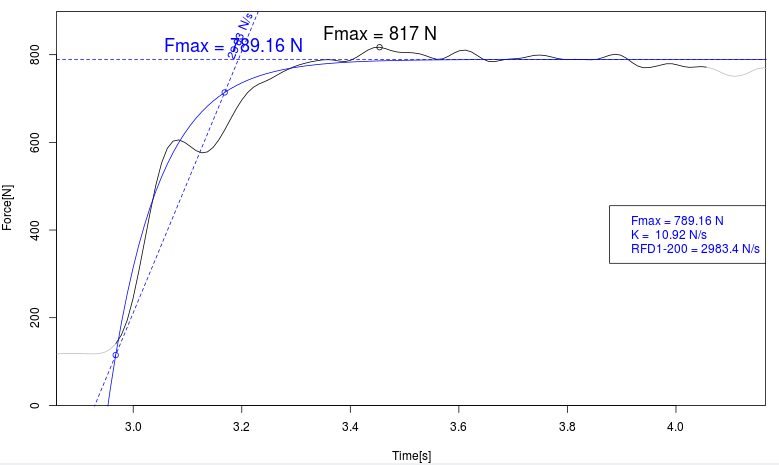 2983 N/s
Fmax = 817 N
Fmax = 789.16 N
800
600
400
200
0
Force[N]
Fmax = 789.16 N
K = 10.92 N/s
RFD1-200 = 2983.4 N/s
3.0 3.2 3.4 3.6 3.8 4.0
Time[s]